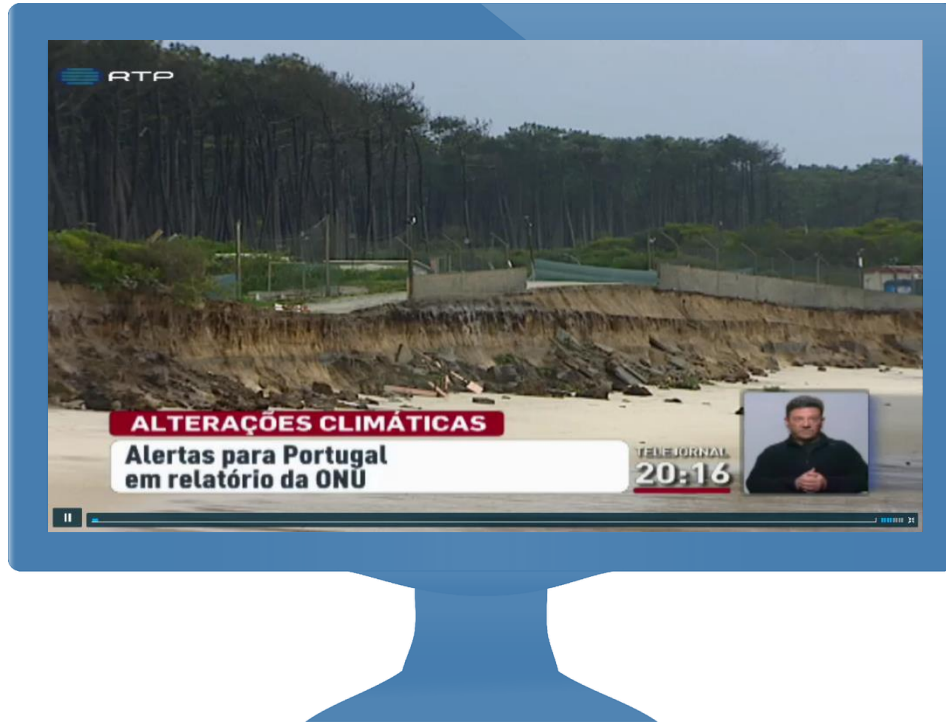 RTP
ALTERAÇÕES CLIMÁTICAS
Alertas para Portugal
em relatório da ONU
TELEJORNAL
20:16